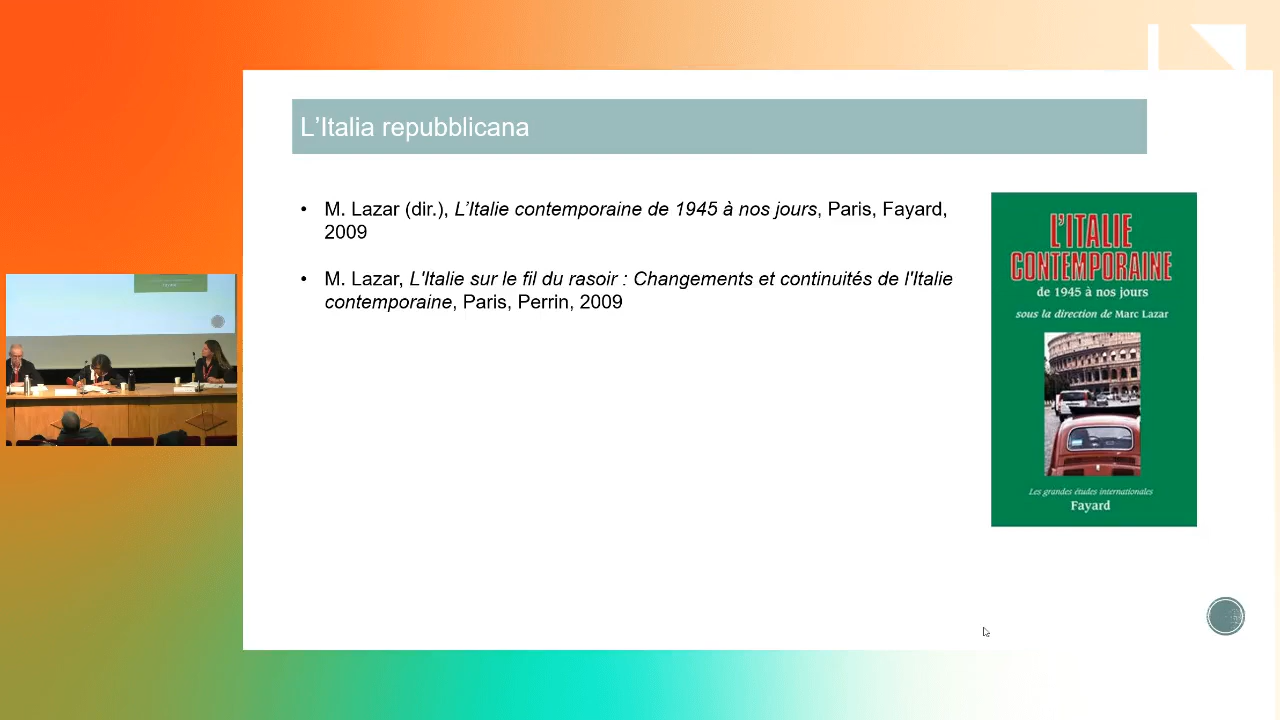 L’Italia repubblicana
• M. Lazar (dir.), L’Italie contemporaine de 1945 à nos jours, Paris, Fayard,
2009
• M. Lazar, L'Italie sur le fil du rasoir : Changements et continuités de l'Italie
contemporaine, Paris, Perrin, 2009
L'ITALIE
CONTEMPORAINE
de 1945 à nos jours
sous la direction de Marc Lazar
Les grandes études internationales
Fayard